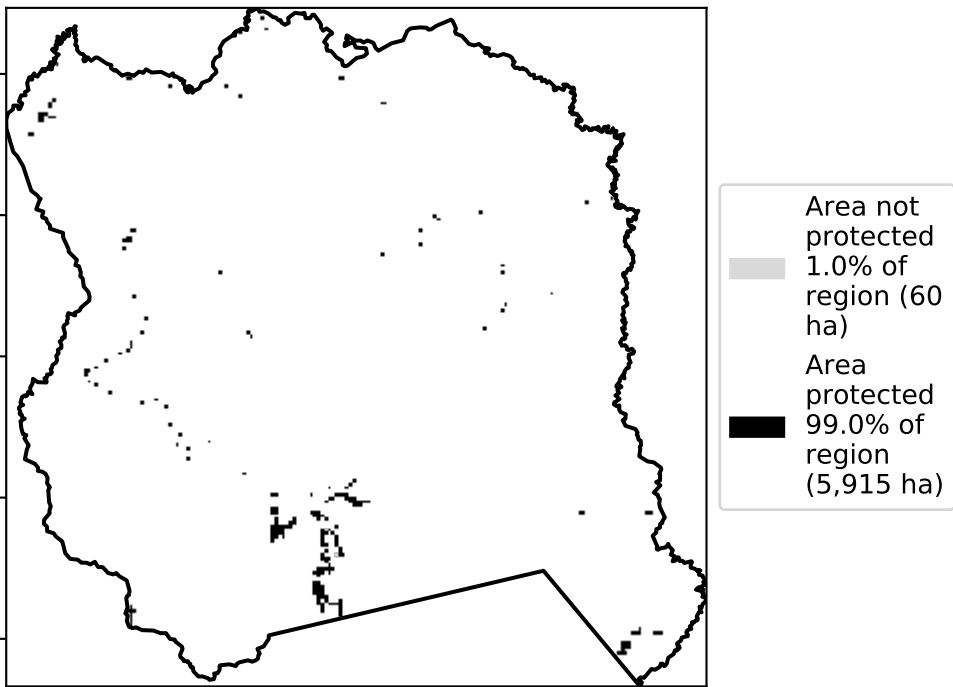 Area not
protected
1.0% of
region (60
ha)
Area
protected
99.0% of
region
(5,915 ha)